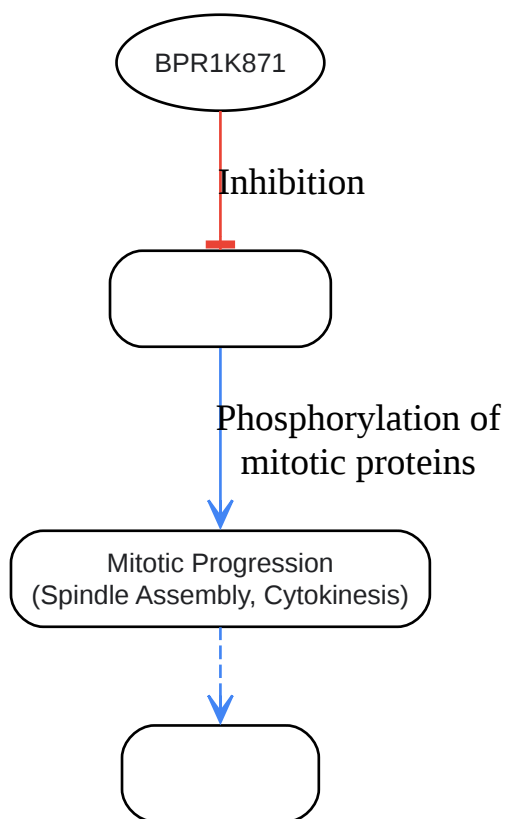 BPR1K871
Inhibition
Phosphorylation of
mitotic proteins
Mitotic Progression
(Spindle Assembly, Cytokinesis)